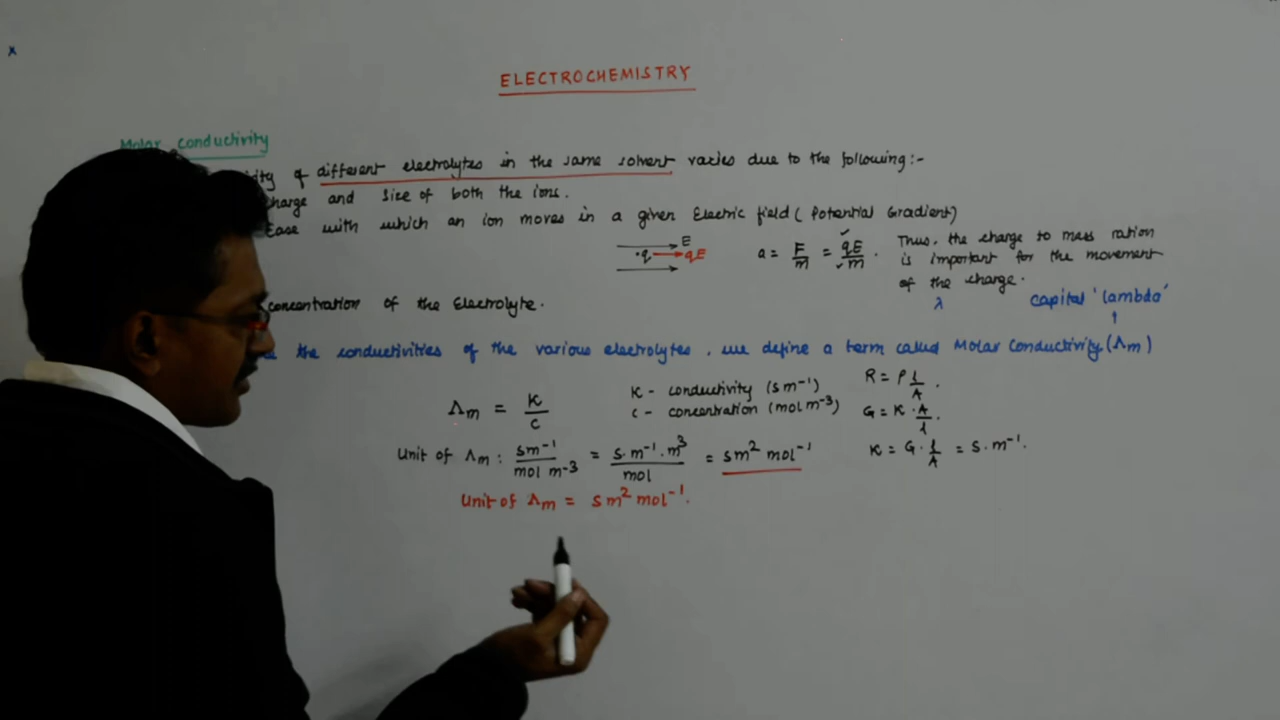 x
ELECTROCHEMISTRY
Molar conductivity
of different electrolytes in the same solvent varies due to the following:-
charge and size of both the ions.
Ease with which an ion moves in a given Electric field ( Potential Gradient)
E
•q → qE
a = F/m = qE/m .
Thus, the charge to mass ration
is important for the movement
of the charge.
concentration of the Electrolyte.
λ
capital 'lambda'
the conductivities of the various electrolytes, we define a term called Molar Conductivity (Λm)
Λm = K/c
K - conductivity (Sm⁻¹)
c - concentration (mol m⁻³)
R = ρ l/A .
G = K · A/l .
K = G · l/A = S · m⁻¹.
Unit of Λm : Sm⁻¹/mol m⁻³ = S·m⁻¹·m³/mol = Sm² mol⁻¹
Unit of Λm = S m² mol⁻¹.